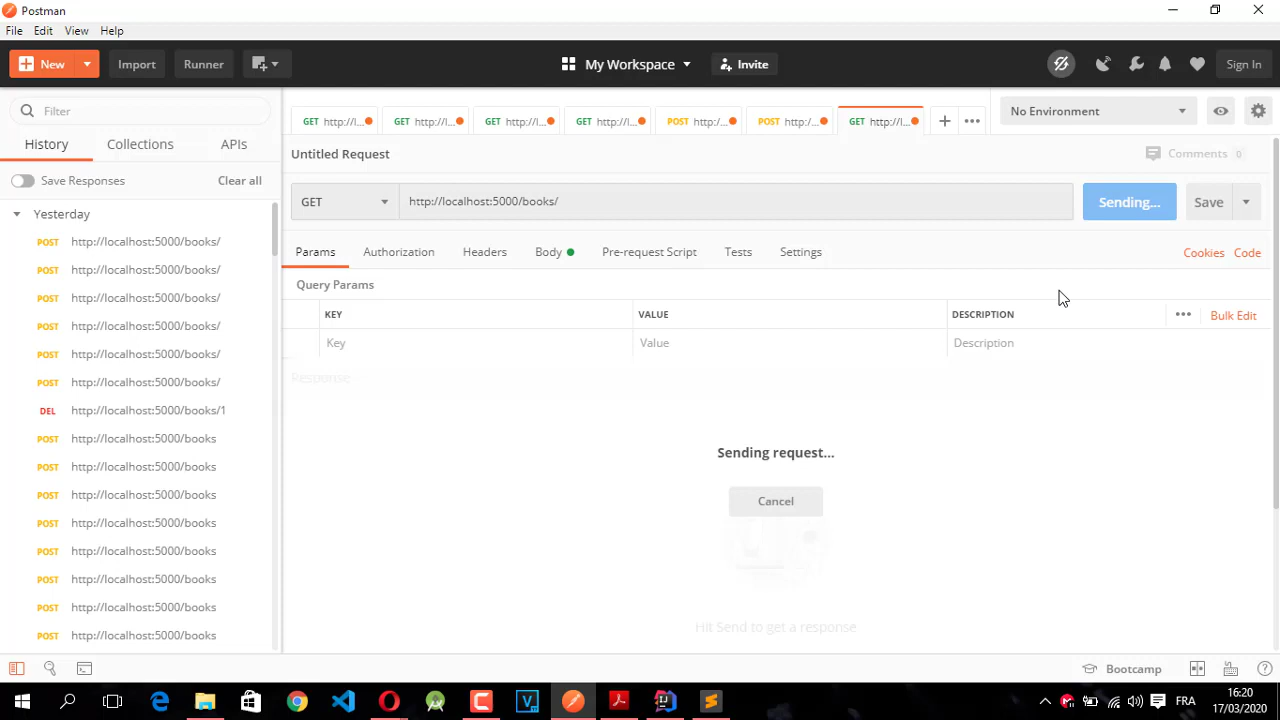 Postman
File Edit View Help
New Import Runner My Workspace Invite Sign In
Filter
History Collections APIs
Save Responses Clear all
Yesterday
POST http://localhost:5000/books/
POST http://localhost:5000/books/
POST http://localhost:5000/books/
POST http://localhost:5000/books/
POST http://localhost:5000/books/
POST http://localhost:5000/books/
DEL http://localhost:5000/books/1
POST http://localhost:5000/books
POST http://localhost:5000/books
POST http://localhost:5000/books
POST http://localhost:5000/books
POST http://localhost:5000/books
POST http://localhost:5000/books
POST http://localhost:5000/books
POST http://localhost:5000/books
GET http://l... GET http://l... GET http://l... GET http://l... POST http:/... POST http:/... GET http://l... No Environment
Untitled Request Comments 0
GET http://localhost:5000/books/ Sending... Save
Params Authorization Headers Body Pre-request Script Tests Settings Cookies Code
Query Params
KEY VALUE DESCRIPTION Bulk Edit
Key Value Description
Response
Sending request...
Cancel
Hit Send to get a response
Bootcamp
FRA 16:20
17/03/2020